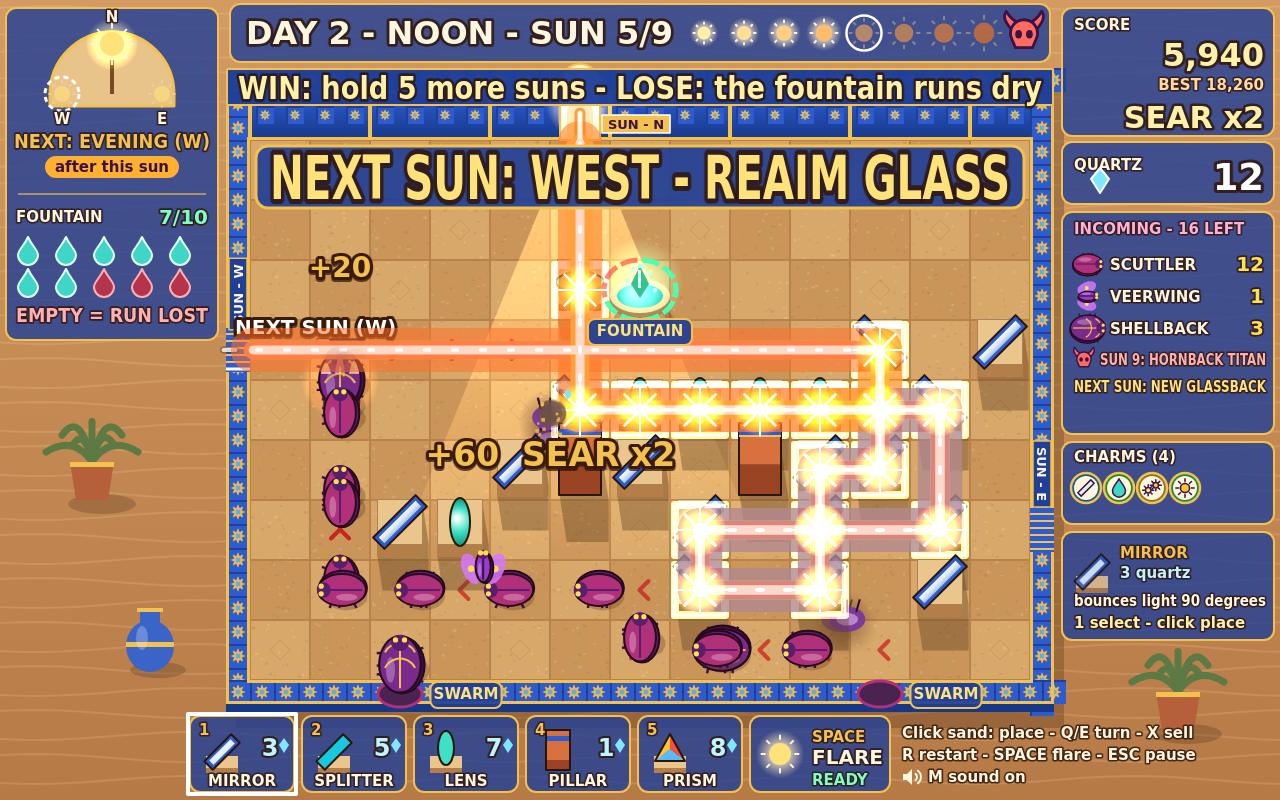 N
W
E
NEXT: EVENING (W)
after this sun
FOUNTAIN 7/10
EMPTY = RUN LOST
DAY 2 - NOON - SUN 5/9
WIN: hold 5 more suns - LOSE: the fountain runs dry
SUN - N
NEXT SUN: WEST - REAIM GLASS
SUN - W
+20
NEXT SUN (W)
FOUNTAIN
+60 SEAR x2
SUN - E
SWARM
SWARM
SCORE
5,940
BEST 18,260
SEAR x2
QUARTZ
12
INCOMING - 16 LEFT
SCUTTLER 12
VEERWING 1
SHELLBACK 3
SUN 9: HORNBACK TITAN
NEXT SUN: NEW GLASSBACK
CHARMS (4)
MIRROR
3 quartz
bounces light 90 degrees
1 select - click place
1 3 MIRROR
2 5 SPLITTER
3 7 LENS
4 1 PILLAR
5 8 PRISM
SPACE
FLARE
READY
Click sand: place - Q/E turn - X sell
R restart - SPACE flare - ESC pause
M sound on